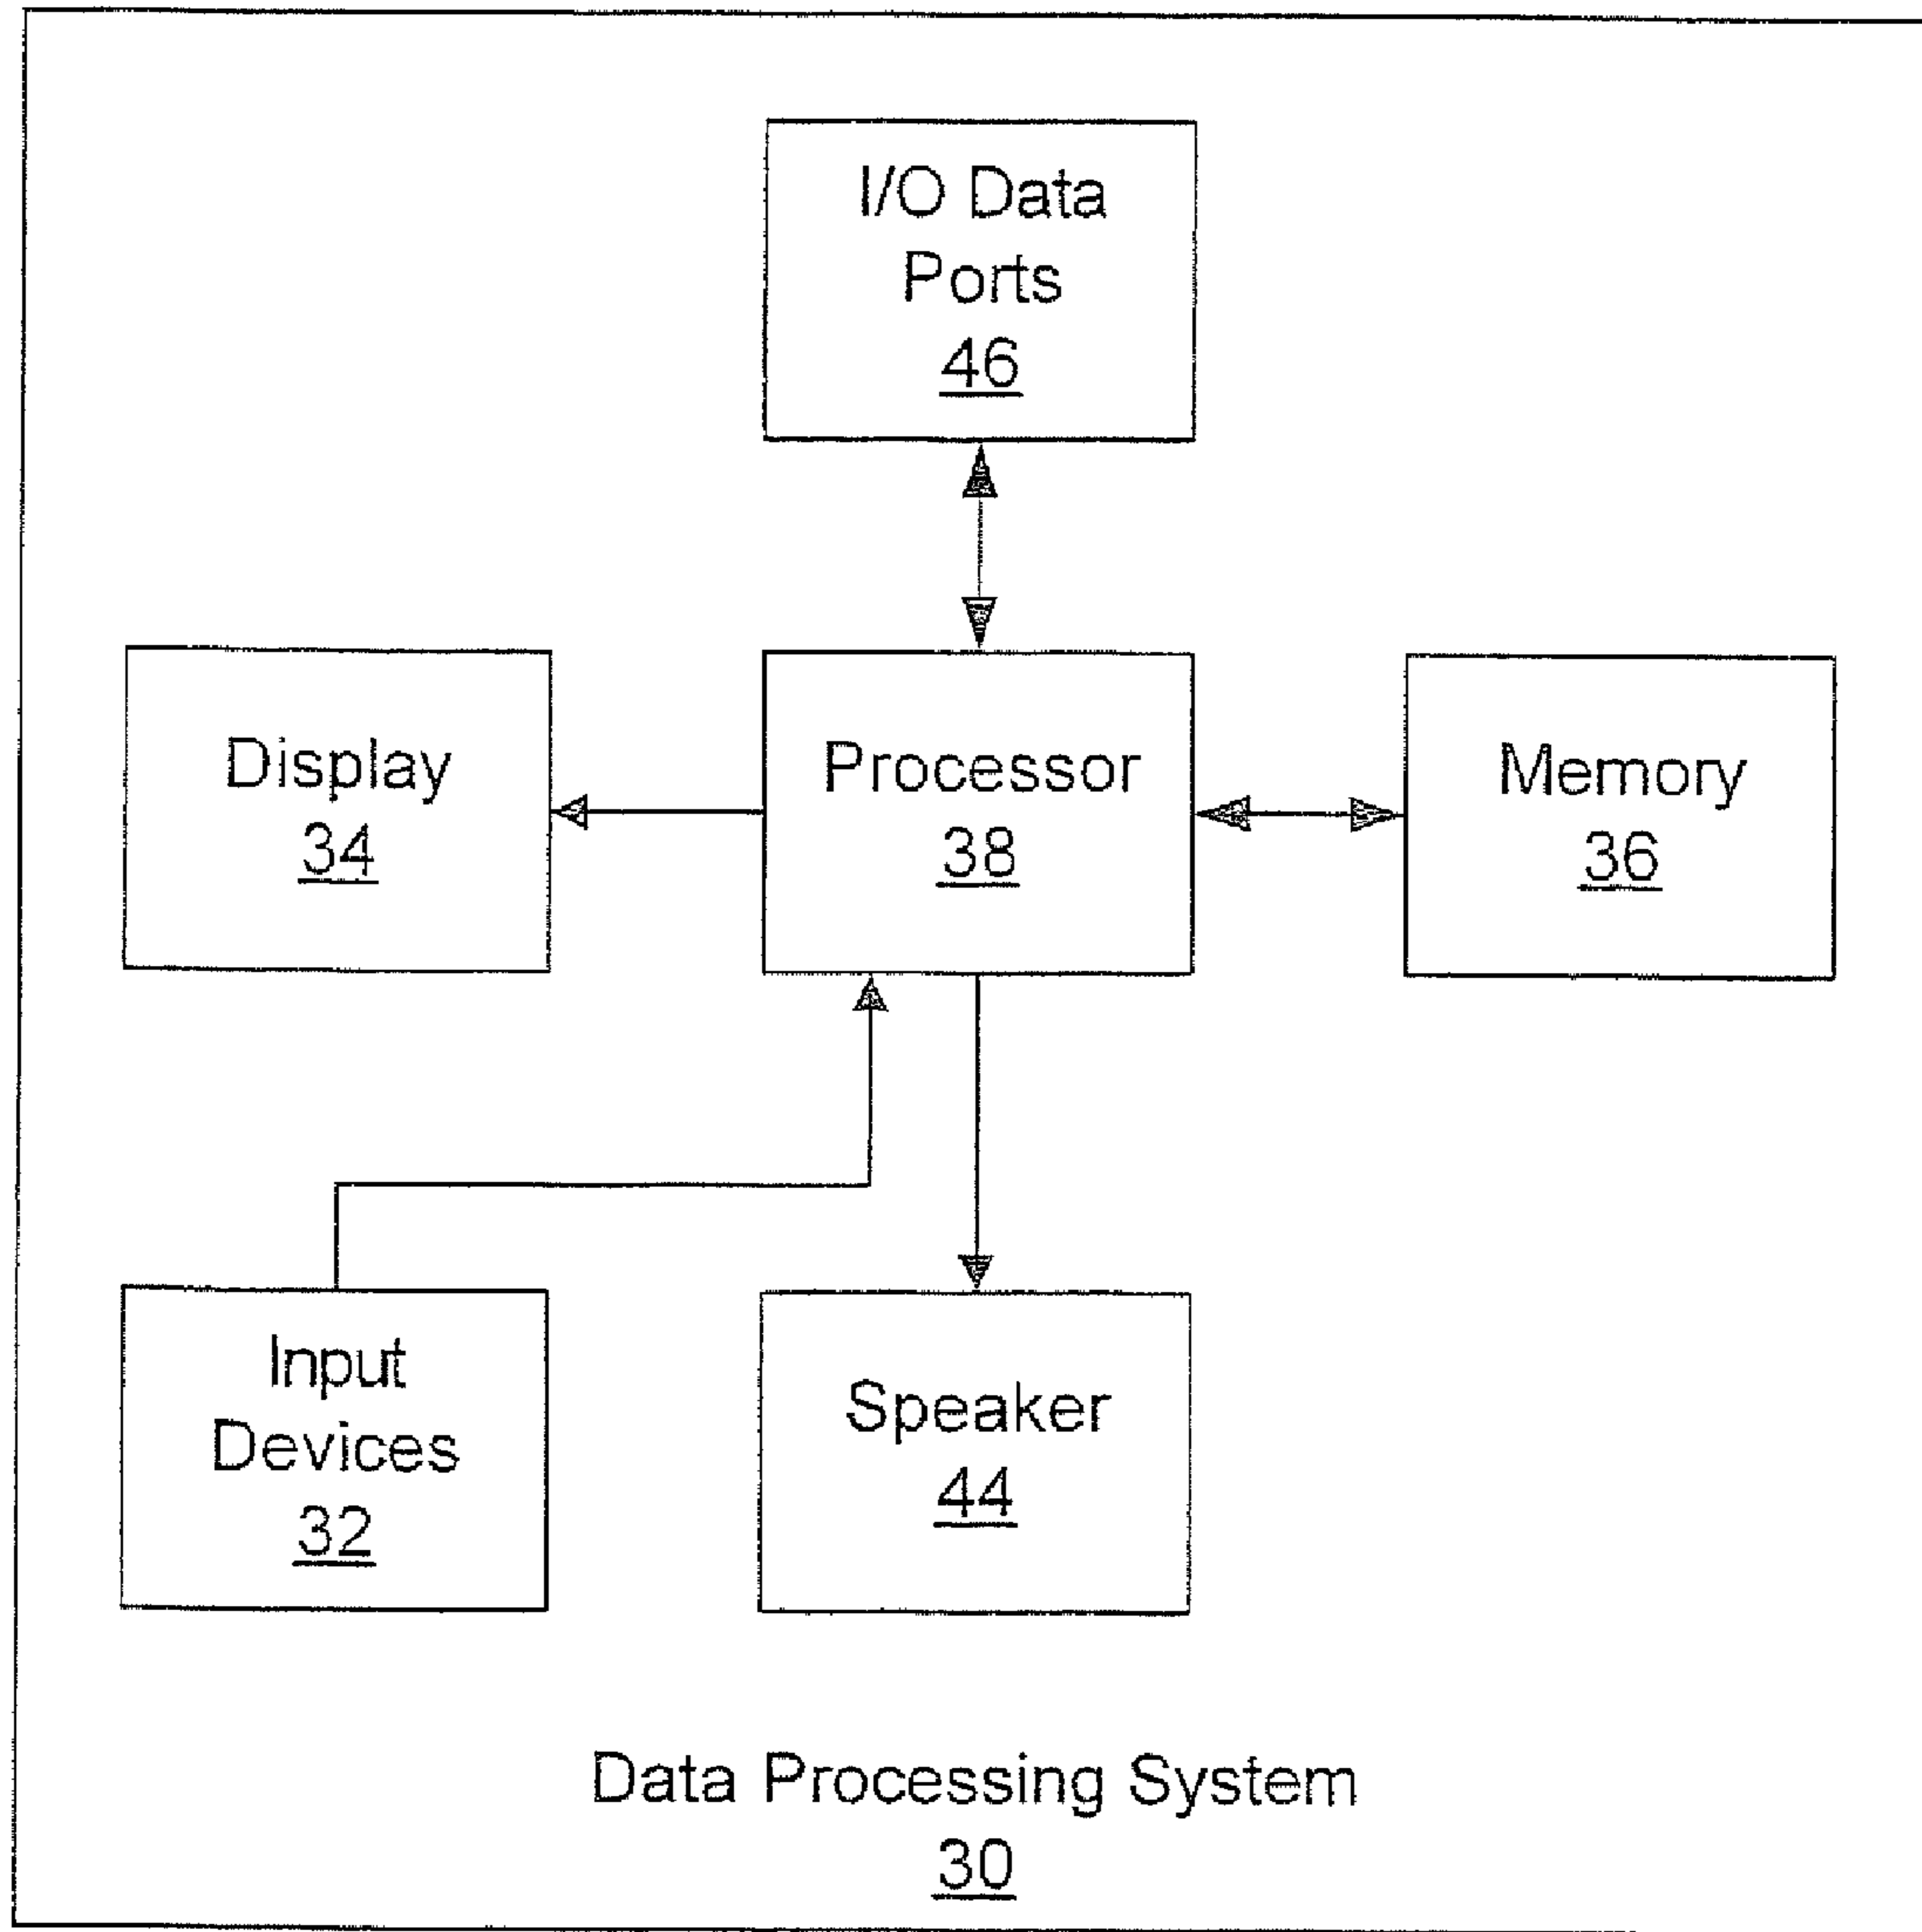 I/O Data
Ports
46
Display
34
Processor
38
Memory
36
Input
Devices
32
Speaker
44
Data Processing System
30